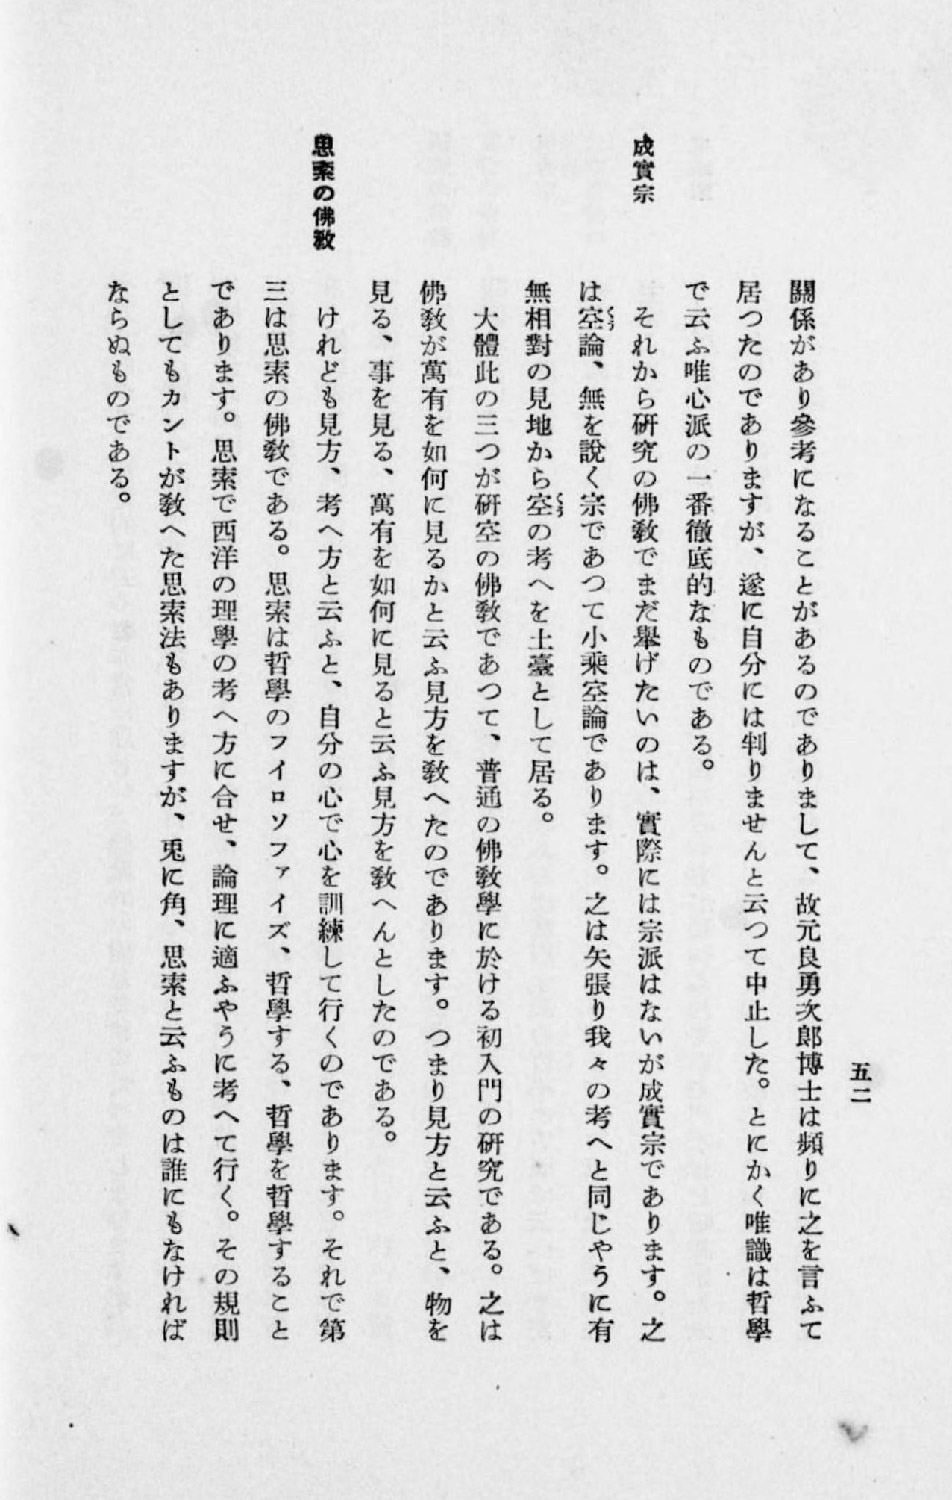 五二
關係があり參考になることがあるのでありまして、故元良勇次郎博士は頻りに之を言ふて
居つたのでありますが、遂に自分には判りませんと云つて中止した。とにかく唯識は哲學
で云ふ唯心派の一番徹底的なものである。
成實宗
それから研究の佛教でまだ擧げたいのは、實際には宗派はないが成實宗であります。之
は空論、無を說く宗であつて小乘空論であります。之は矢張り我々の考へと同じやうに有
無相對の見地から空の考へを土臺として居る。
大體此の三つが研空の佛教であつて、普通の佛教學に於ける初入門の研究である。之は
佛教が萬有を如何に見るかと云ふ見方を敎へたのであります。つまり見方と云ふと、物を
見る、事を見る、萬有を如何に見ると云ふ見方を敎へんとしたのである。
思索の佛敎
けれども見方、考へ方と云ふと、自分の心で心を訓練して行くのであります。それで第
三は思索の佛敎である。思索は哲學のフイロソファイズ、哲學する、哲學を哲學すること
であります。思索で西洋の理學の考へ方に合せ、論理に適ふやうに考へて行く。その規則
としてもカントが敎へた思索法もありますが、兎に角、思索と云ふものは誰にもなければ
ならぬものである。